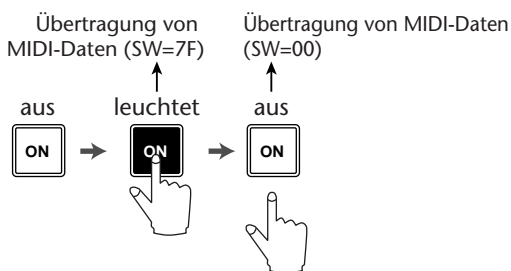 Übertragung von
MIDI-Daten (SW=7F)
Übertragung von MIDI-Daten
(SW=00)
aus
leuchtet
aus
ON
ON
ON